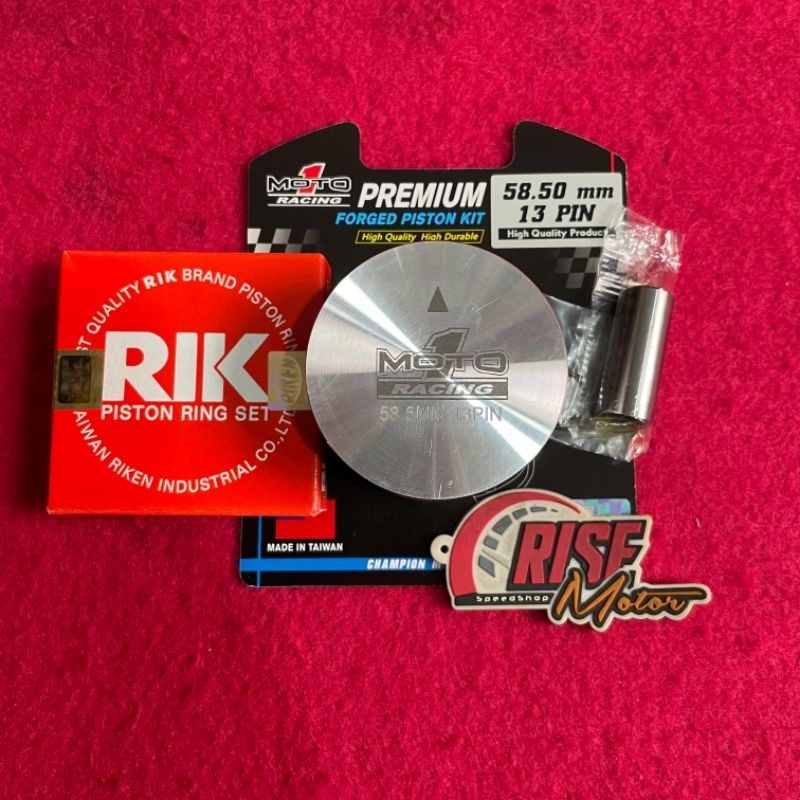 QUALITY RIK BRAND PISTON RIN
RIK
PISTON RING SET
TAIWAN RIKEN INDUSTRIAL CO.,LTD
RIKEN
1
MOTO
RACING
PREMIUM
FORGED PISTON KIT
High Quality High Durable
58.50 mm
13 PIN
High Quality Product
1
MOTO
RACING
58.5MM 13PIN
MADE IN TAIWAN
CHAMPION
RISE
SpeedShop
Motor